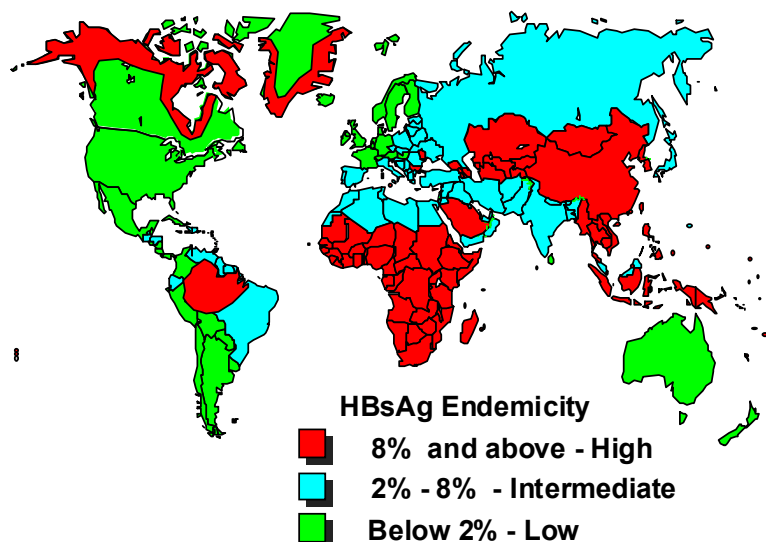 HBsAg Endemicity
8% and above - High
2% - 8% - Intermediate
Below 2% - Low